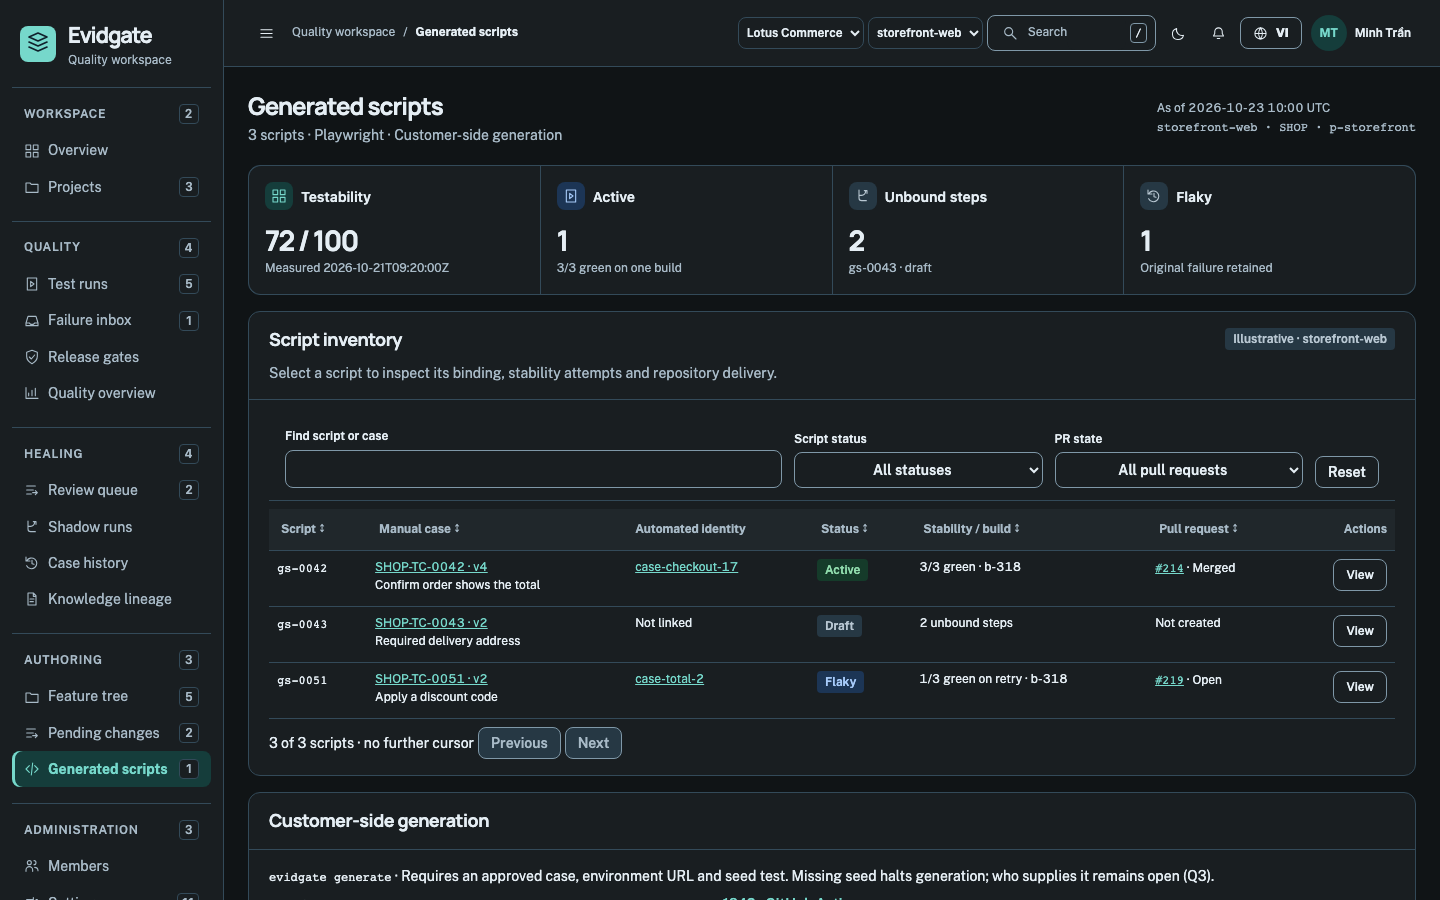 Evidgate
Quality workspace
WORKSPACE 2
Overview
Projects 3
QUALITY 4
Test runs 5
Failure inbox 1
Release gates
Quality overview
HEALING 4
Review queue 2
Shadow runs
Case history
Knowledge lineage
AUTHORING 3
Feature tree 5
Pending changes 2
Generated scripts 1
ADMINISTRATION 3
Members
Quality workspace / Generated scripts
Lotus Commerce
storefront-web
Search /
VI
MT Minh Trần
Generated scripts
3 scripts · Playwright · Customer-side generation
As of 2026-10-23 10:00 UTC
storefront-web · SHOP · p-storefront
Testability
72 / 100
Measured 2026-10-21T09:20:00Z
Active
1
3/3 green on one build
Unbound steps
2
gs-0043 · draft
Flaky
1
Original failure retained
Script inventory
Illustrative · storefront-web
Select a script to inspect its binding, stability attempts and repository delivery.
Find script or case
Script status
All statuses
PR state
All pull requests
Reset
Script ↕ Manual case ↕ Automated identity Status ↕ Stability / build ↕ Pull request ↕ Actions
gs-0042 SHOP-TC-0042 · v4 case-checkout-17 Active 3/3 green · b-318 #214 · Merged View
Confirm order shows the total
gs-0043 SHOP-TC-0043 · v2 Not linked Draft 2 unbound steps Not created View
Required delivery address
gs-0051 SHOP-TC-0051 · v2 case-total-2 Flaky 1/3 green on retry · b-318 #219 · Open View
Apply a discount code
3 of 3 scripts · no further cursor Previous Next
Customer-side generation
evidgate generate · Requires an approved case, environment URL and seed test. Missing seed halts generation; who supplies it remains open (Q3).